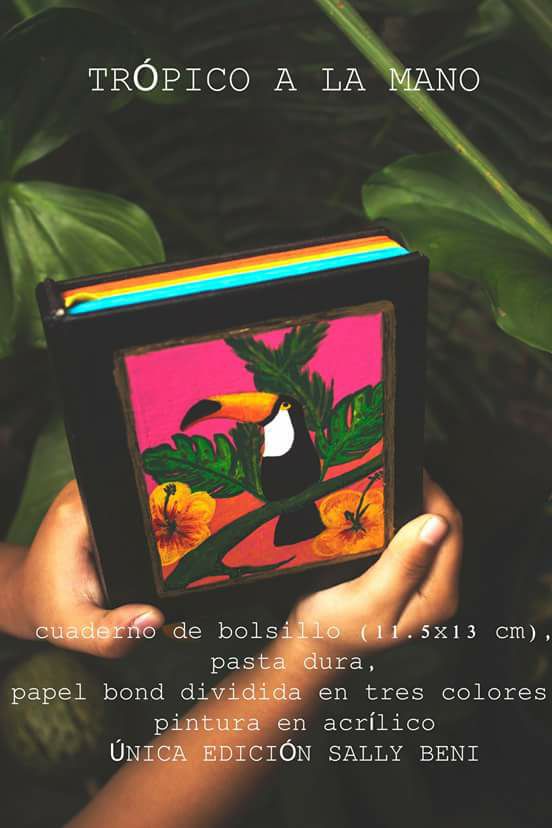 TRÓPICO A LA MANO
cuaderno de bolsillo (11.5x13 cm),
pasta dura,
papel bond dividida en tres colores
pintura en acrílico
ÚNICA EDICIÓN SALLY BENI